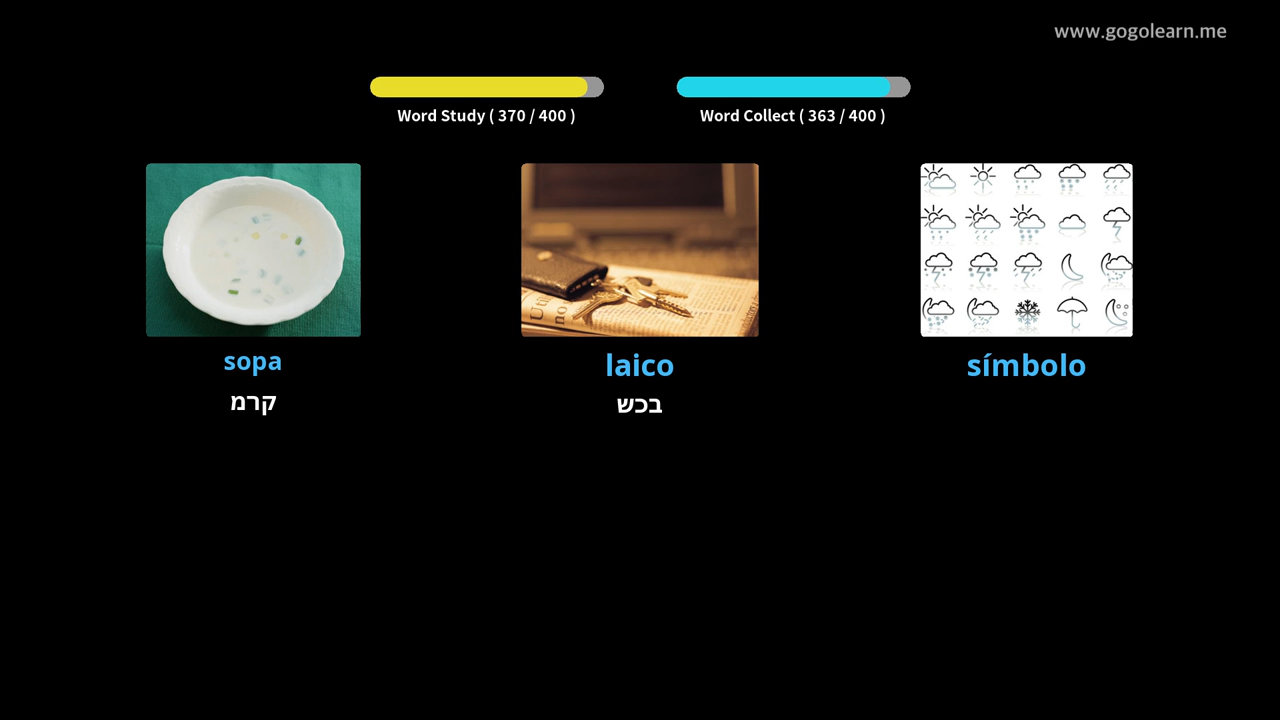 www.gogolearn.me
Word Study ( 370 / 400 )
Word Collect ( 363 / 400 )
sopa
קרמ
laico
בכש
símbolo